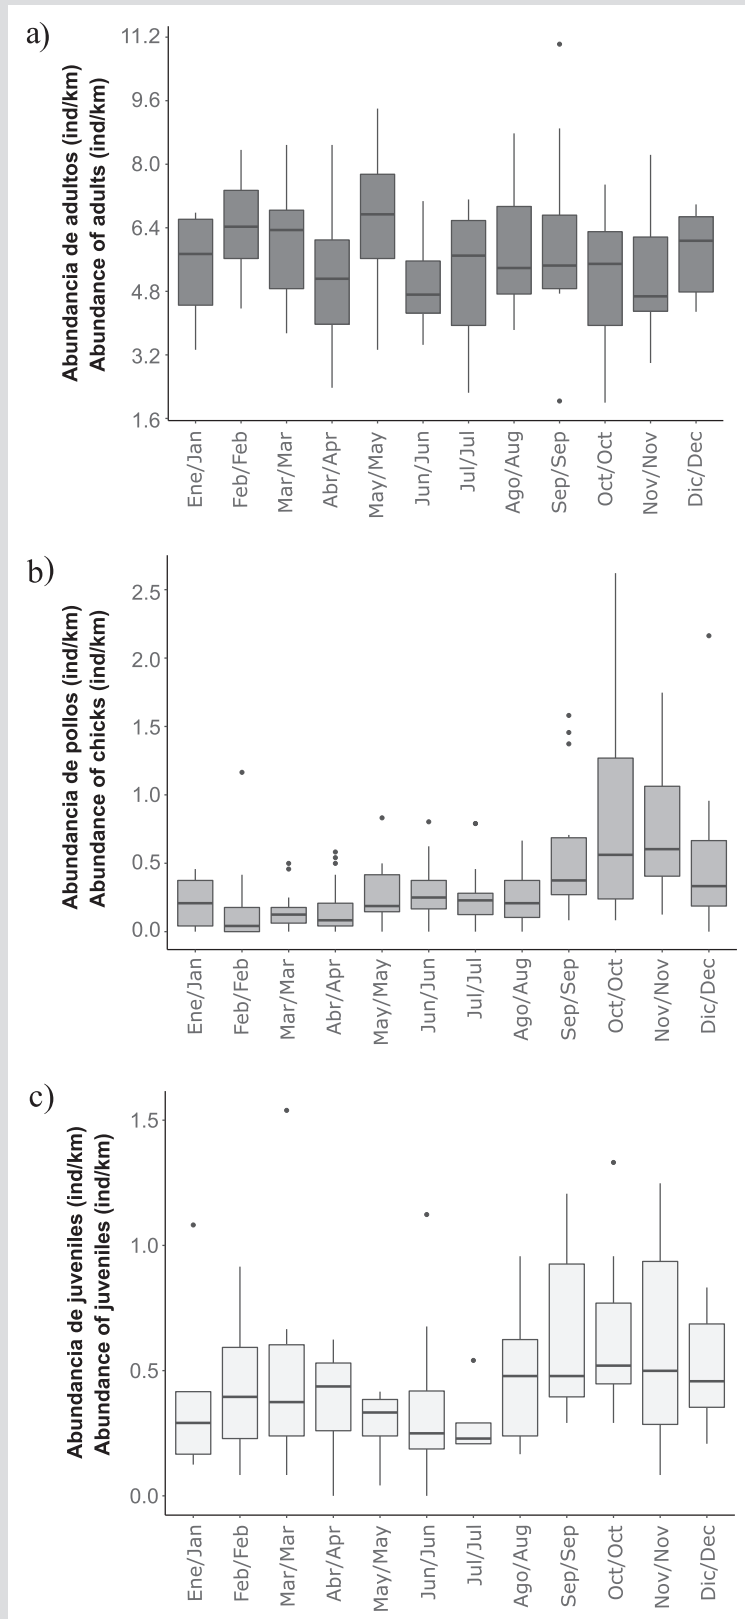 a)
Abundancia de adultos (ind/km)
Abundance of adults (ind/km)
11.2
9.6
8.0
6.4
4.8
3.2
1.6
Ene/Jan
Feb/Feb
Mar/Mar
Abr/Apr
May/May
Jun/Jun
Jul/Jul
Ago/Aug
Sep/Sep
Oct/Oct
Nov/Nov
Dic/Dec
b)
Abundancia de pollos (ind/km)
Abundance of chicks (ind/km)
2.5
2.0
1.5
1.0
0.5
0.0
Ene/Jan
Feb/Feb
Mar/Mar
Abr/Apr
May/May
Jun/Jun
Jul/Jul
Ago/Aug
Sep/Sep
Oct/Oct
Nov/Nov
Dic/Dec
c)
Abundancia de juveniles (ind/km)
Abundance of juveniles (ind/km)
1.5
1.0
0.5
0.0
Ene/Jan
Feb/Feb
Mar/Mar
Abr/Apr
May/May
Jun/Jun
Jul/Jul
Ago/Aug
Sep/Sep
Oct/Oct
Nov/Nov
Dic/Dec